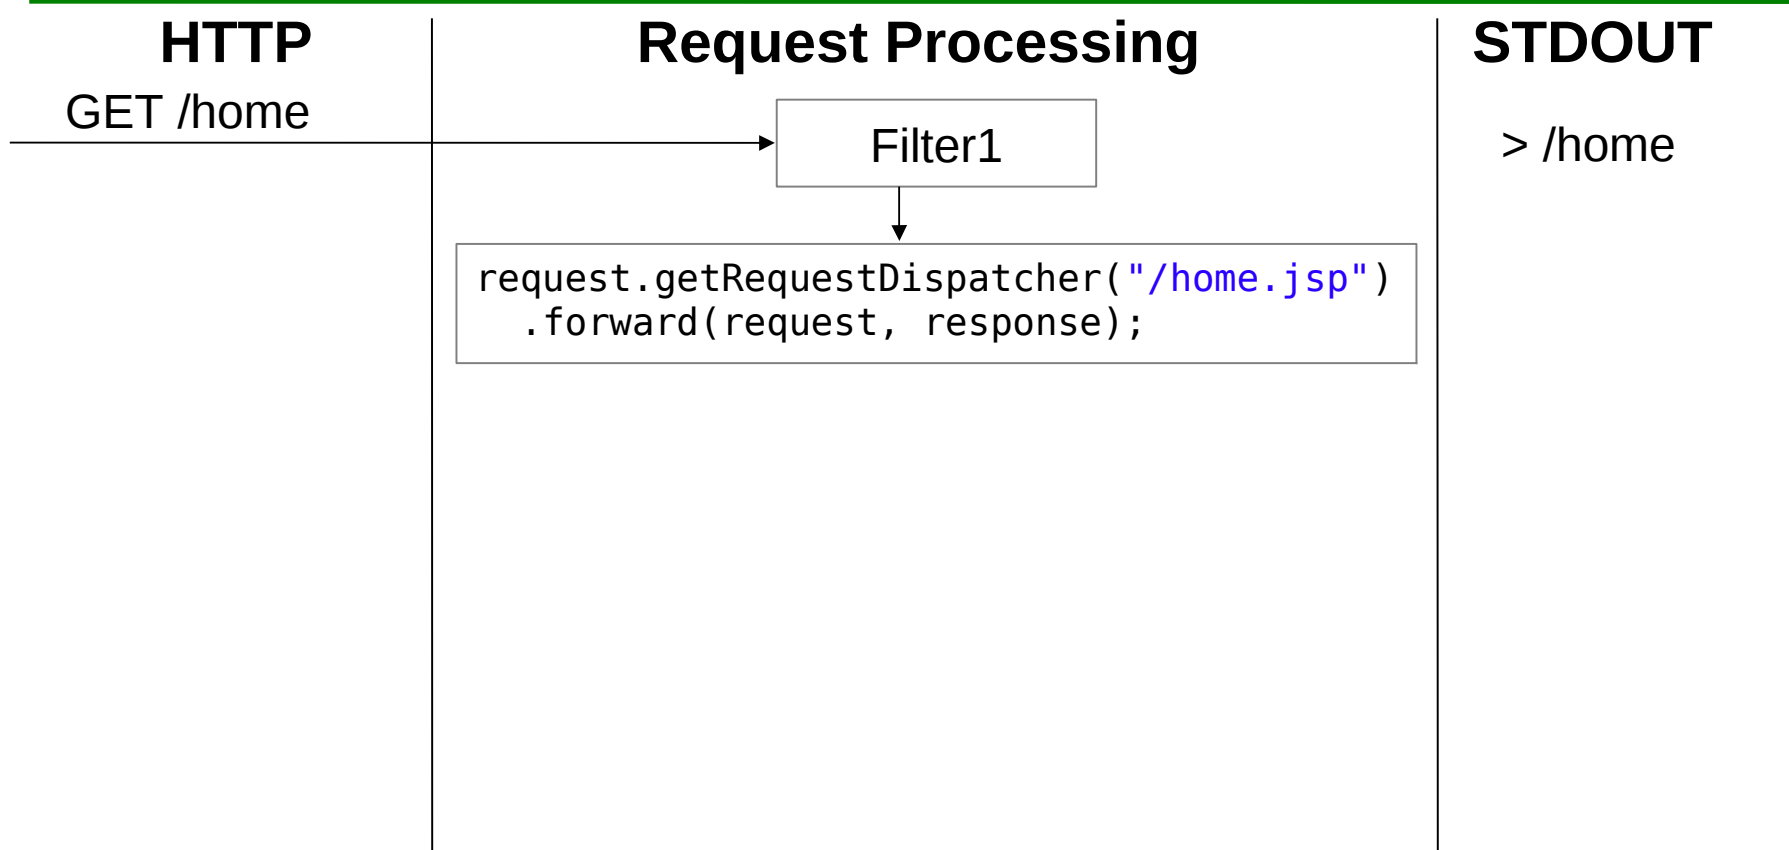 HTTP
Request Processing
STDOUT
GET /home
Filter1
> /home
request.getRequestDispatcher("/home.jsp")
.forward(request, response);